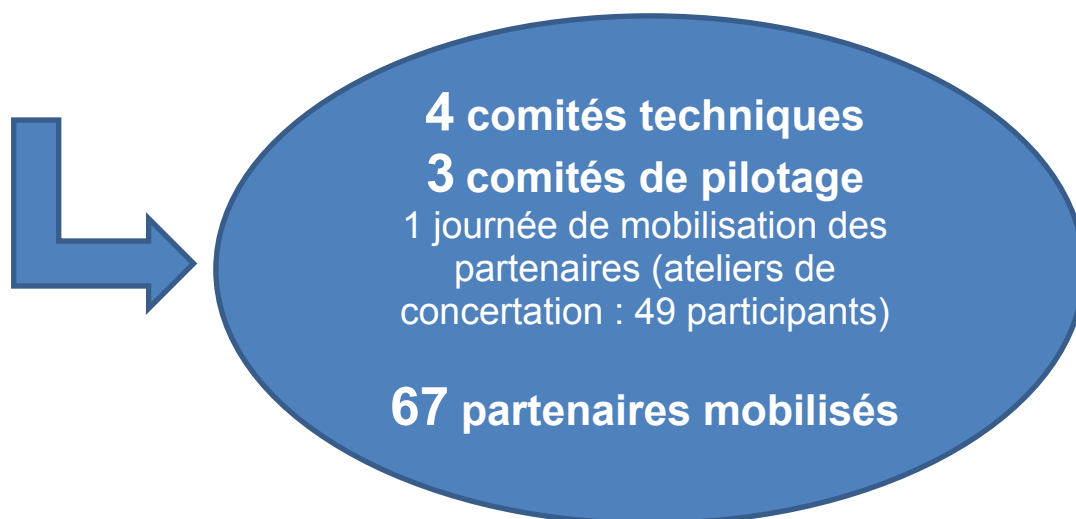 4 comités techniques
3 comités de pilotage
1 journée de mobilisation des
partenaires (ateliers de
concertation : 49 participants)
67 partenaires mobilisés